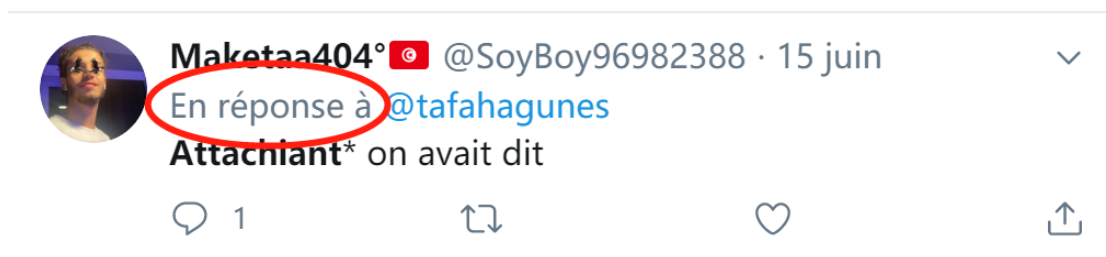 Maketaa404° @SoyBoy96982388 · 15 juin
En réponse à @tafahagunes
Attachiant* on avait dit
1